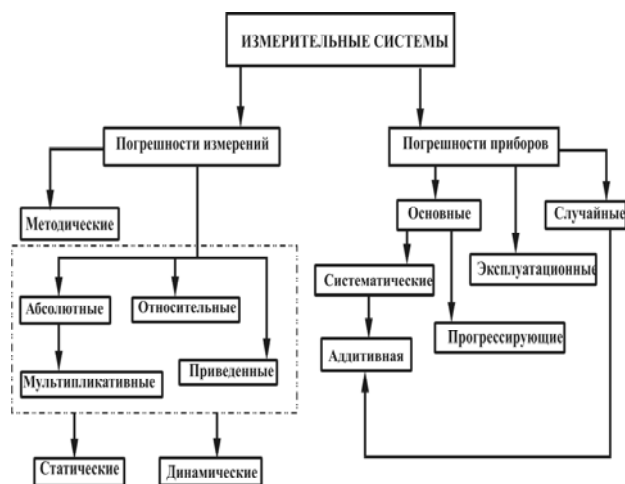 ИЗМЕРИТЕЛЬНЫЕ СИСТЕМЫ
Погрешности измерений
Погрешности приборов
Методические
Основные
Случайные
Систематические
Эксплуатационные
Абсолютные
Относительные
Прогрессирующие
Аддитивная
Мультипликативные
Приведенные
Статические
Динамические